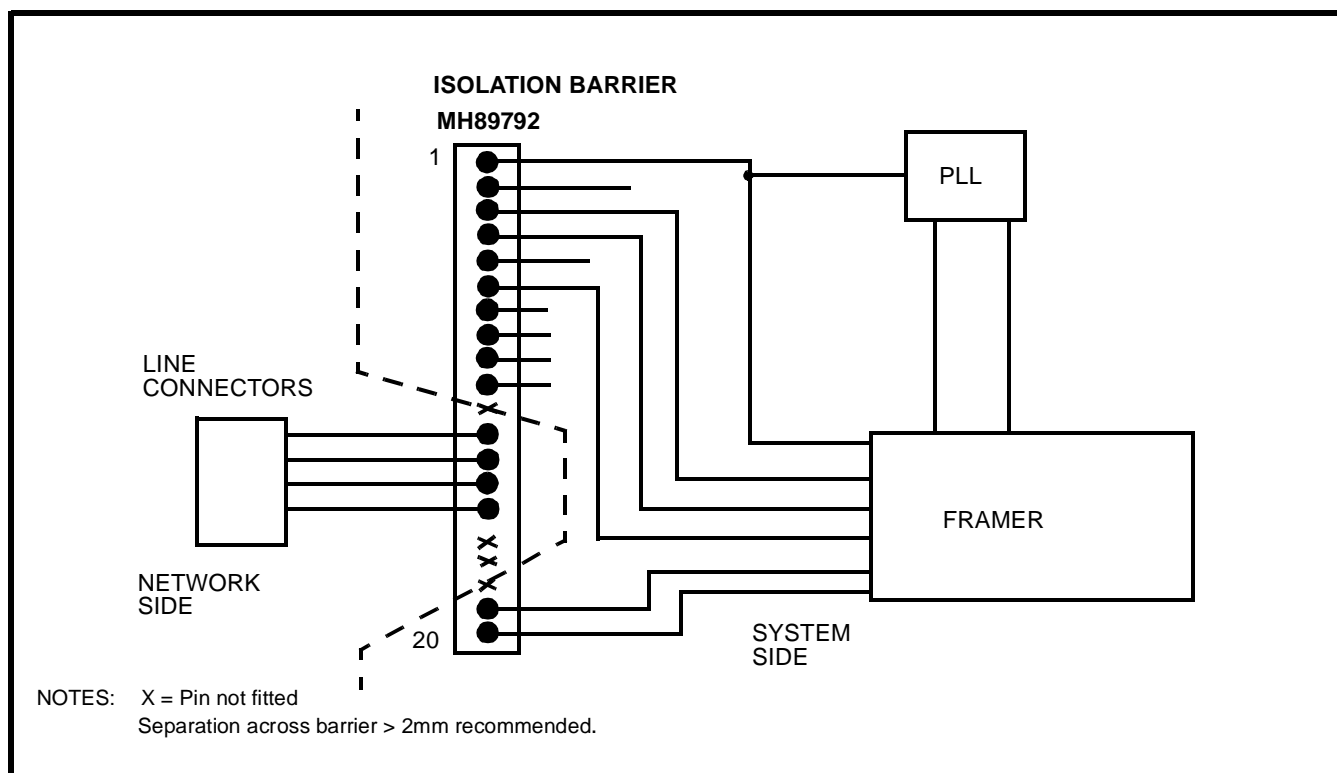 ISOLATION BARRIER
MH89792
1
PLL
LINE
CONNECTORS
FRAMER
NETWORK
SIDE
20
SYSTEM
SIDE
NOTES: X = Pin not fitted
Separation across barrier > 2mm recommended.